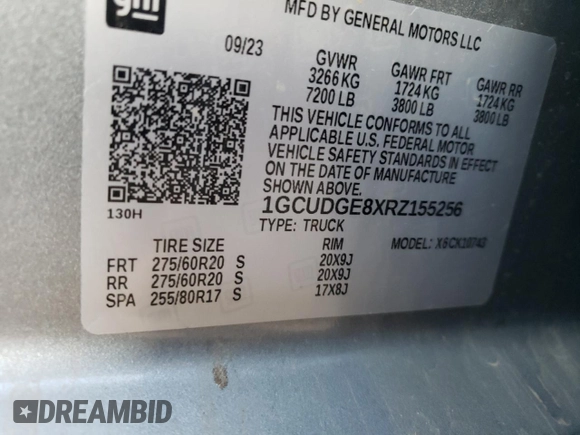 gm
MFD BY GENERAL MOTORS LLC
09/23
GVWR GAWR FRT GAWR RR
3266 KG 1724 KG 1724 KG
7200 LB 3800 LB 3800 LB
THIS VEHICLE CONFORMS TO ALL
APPLICABLE U.S. FEDERAL MOTOR
VEHICLE SAFETY STANDARDS IN EFFECT
ON THE DATE OF MANUFACTURE
SHOWN ABOVE.
130H
1GCUDGE8XRZ155256
TYPE: TRUCK MODEL:
TIRE SIZE RIM
FRT 275/60R20 S 20X9J
RR 275/60R20 S 20X9J
SPA 255/80R17 S 17X8J
DREAMBID